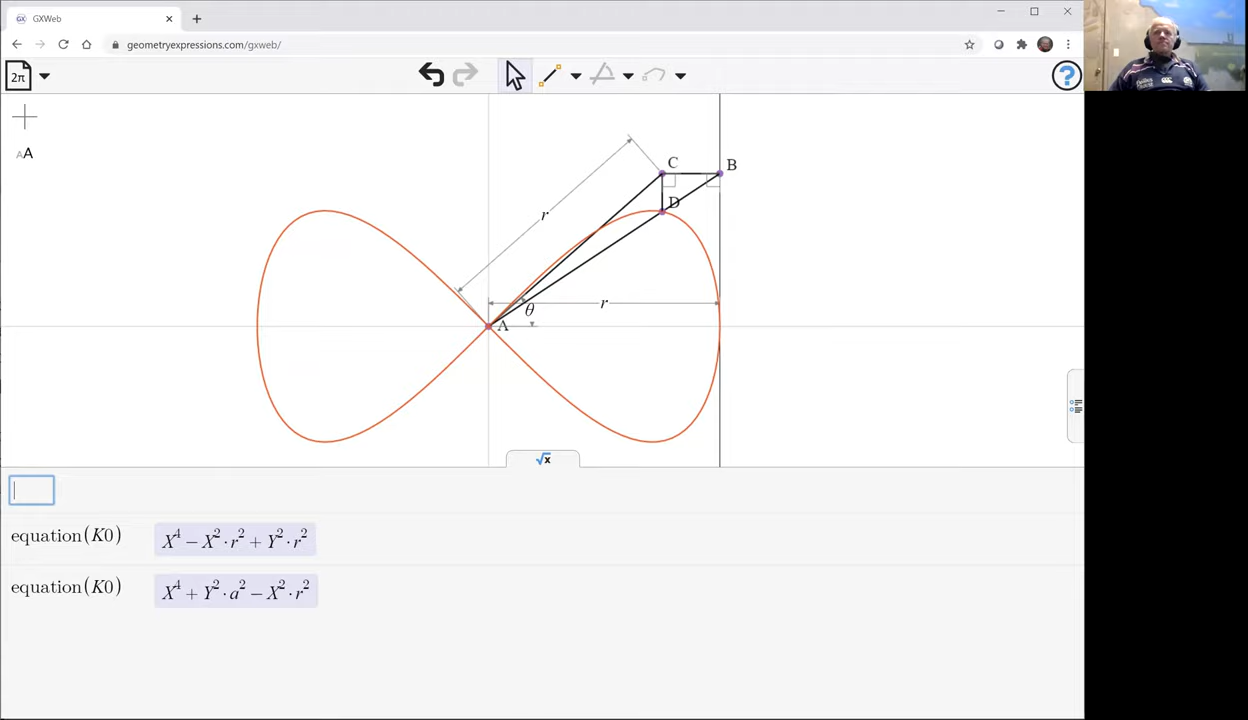 GXWeb
geometryexpressions.com/gxweb/
2π
?
AA
C
B
D
r
r
θ
A
√x
equation(K0) X⁴ − X²·r² + Y²·r²
equation(K0) X⁴ + Y²·a² − X²·r²